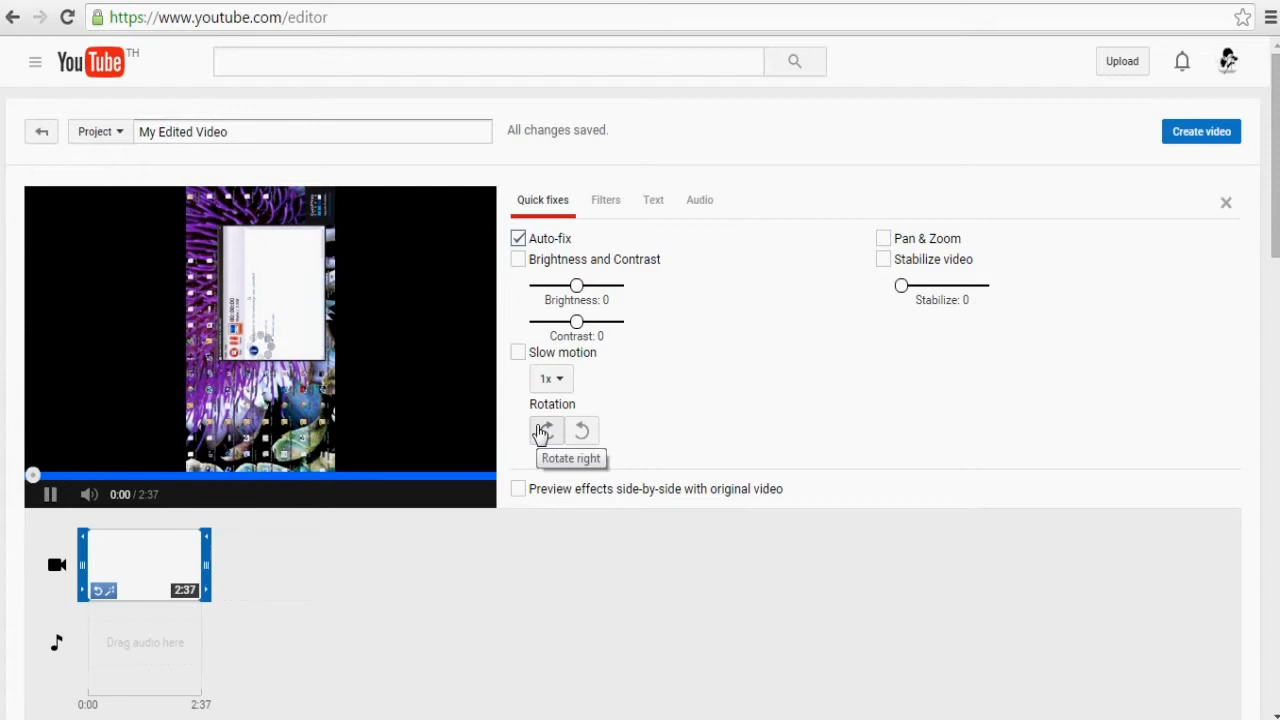 https://www.youtube.com/editor
YouTube TH
Upload
Project
My Edited Video
All changes saved.
Create video
Quick fixes
Filters
Text
Audio
Auto-fix
Pan & Zoom
Brightness and Contrast
Stabilize video
Brightness: 0
Stabilize: 0
Contrast: 0
Slow motion
1x
Rotation
Rotate right
Preview effects side-by-side with original video
0:00 / 2:37
2:37
Drag audio here
0:00
2:37